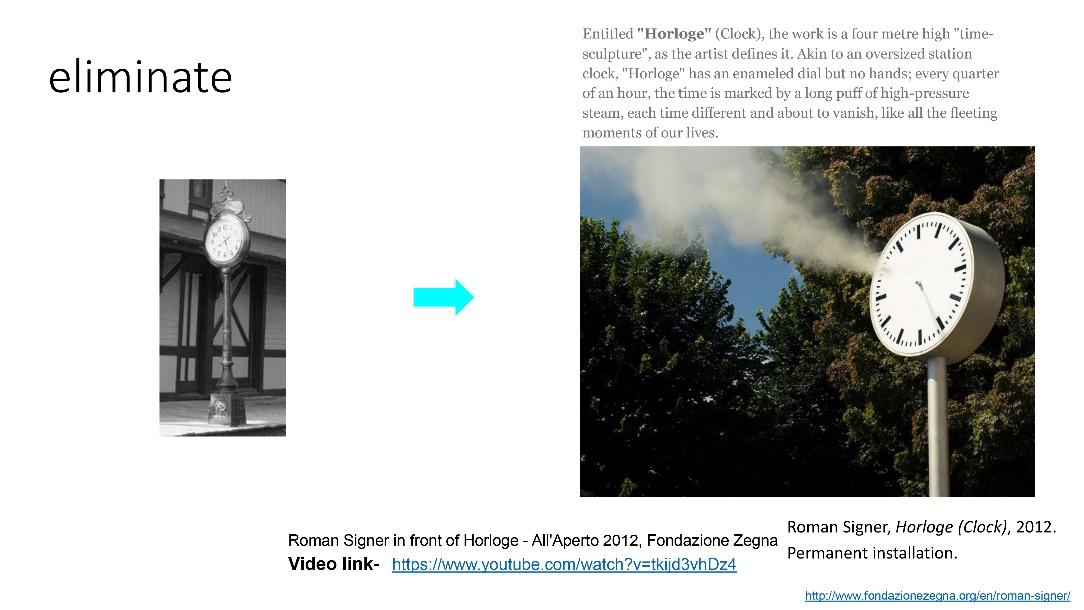 eliminate
Entitled "Horloge" (Clock), the work is a four metre high "time-
sculpture", as the artist defines it. Akin to an oversized station
clock, "Horloge" has an enameled dial but no hands; every quarter
of an hour, the time is marked by a long puff of high-pressure
steam, each time different and about to vanish, like all the fleeting
moments of our lives.
Roman Signer in front of Horloge - All'Aperto 2012, Fondazione Zegna
Video link- https://www.youtube.com/watch?v=tkijd3vhDz4
Roman Signer, Horloge (Clock), 2012.
Permanent installation.
http://www.fondazionezegna.org/en/roman-signer/